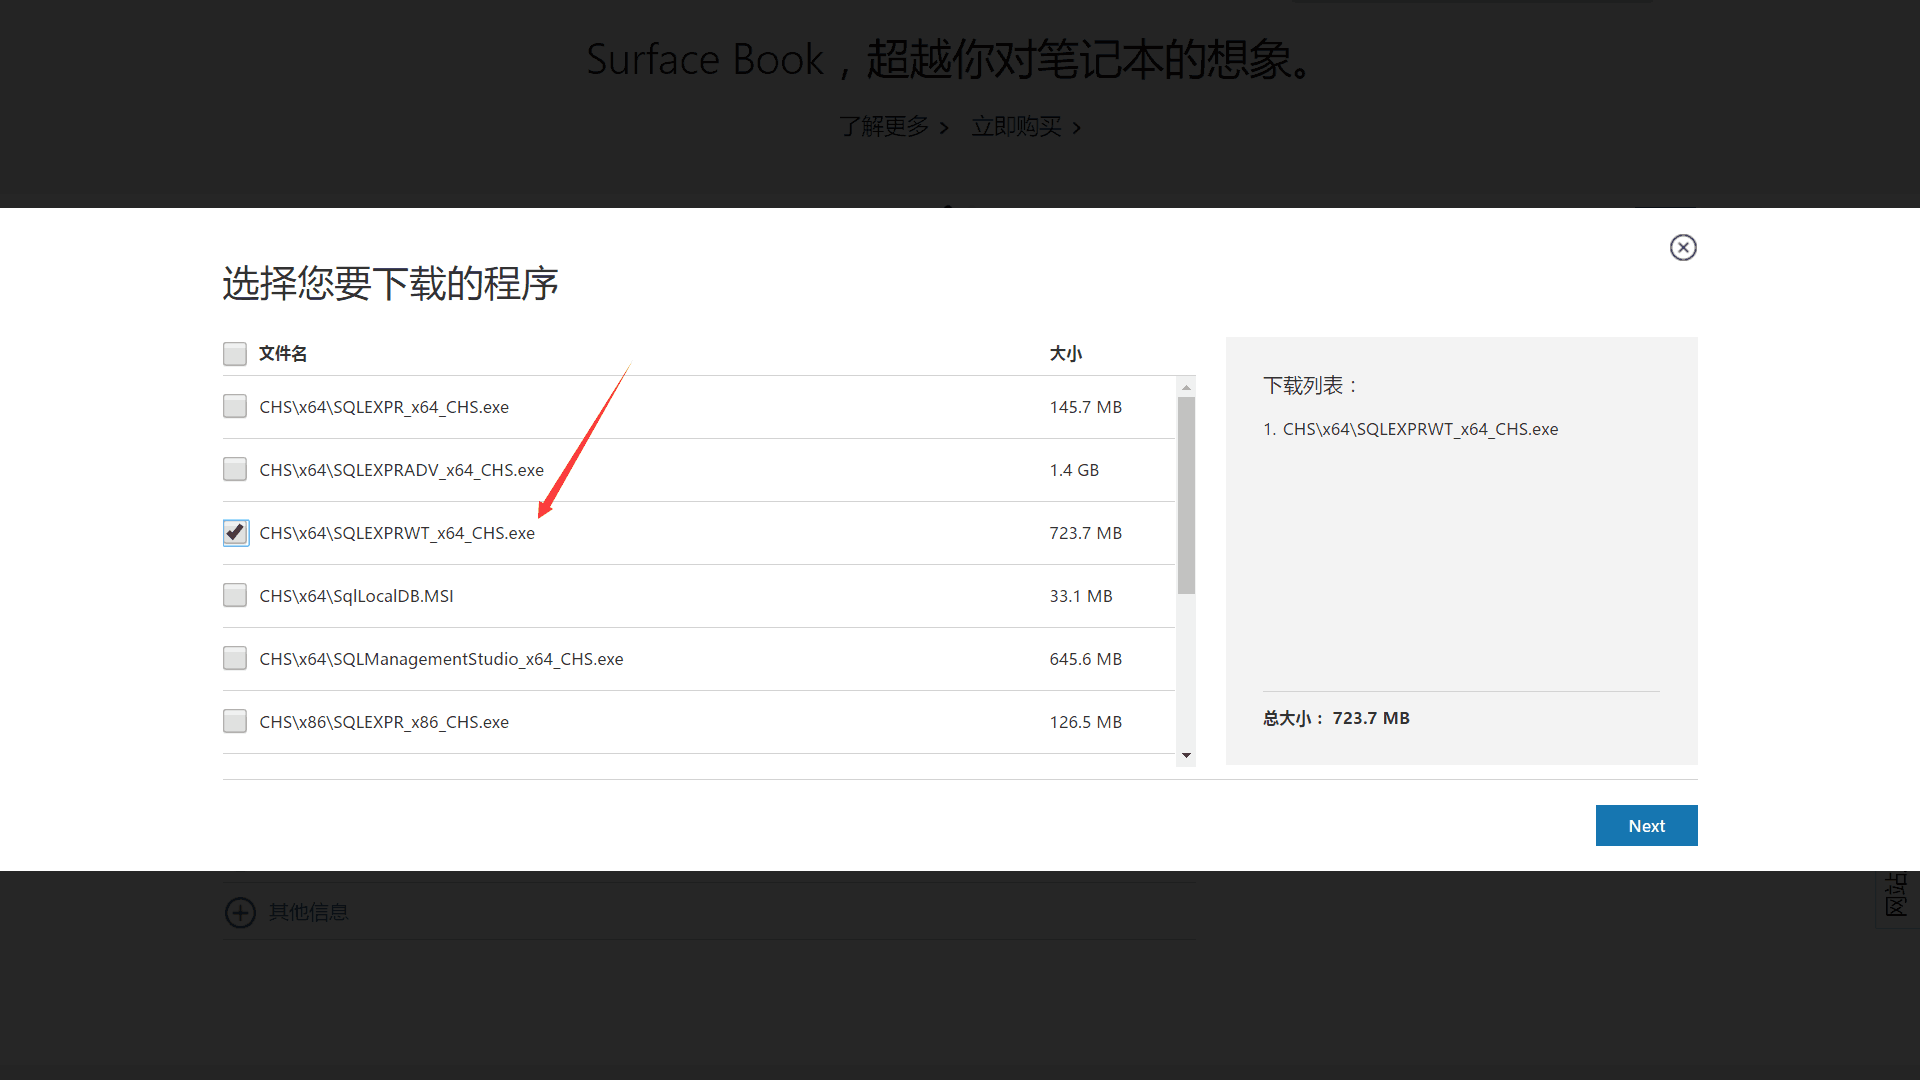 Surface Book，超越你对笔记本的想象。
了解更多 > 立即购买 >
选择您要下载的程序
文件名 大小
CHS\x64\SQLEXPR_x64_CHS.exe 145.7 MB
CHS\x64\SQLEXPRADV_x64_CHS.exe 1.4 GB
CHS\x64\SQLEXPRWT_x64_CHS.exe 723.7 MB
CHS\x64\SqlLocalDB.MSI 33.1 MB
CHS\x64\SQLManagementStudio_x64_CHS.exe 645.6 MB
CHS\x86\SQLEXPR_x86_CHS.exe 126.5 MB
下载列表：
1. CHS\x64\SQLEXPRWT_x64_CHS.exe
总大小： 723.7 MB
Next
其他信息
网站